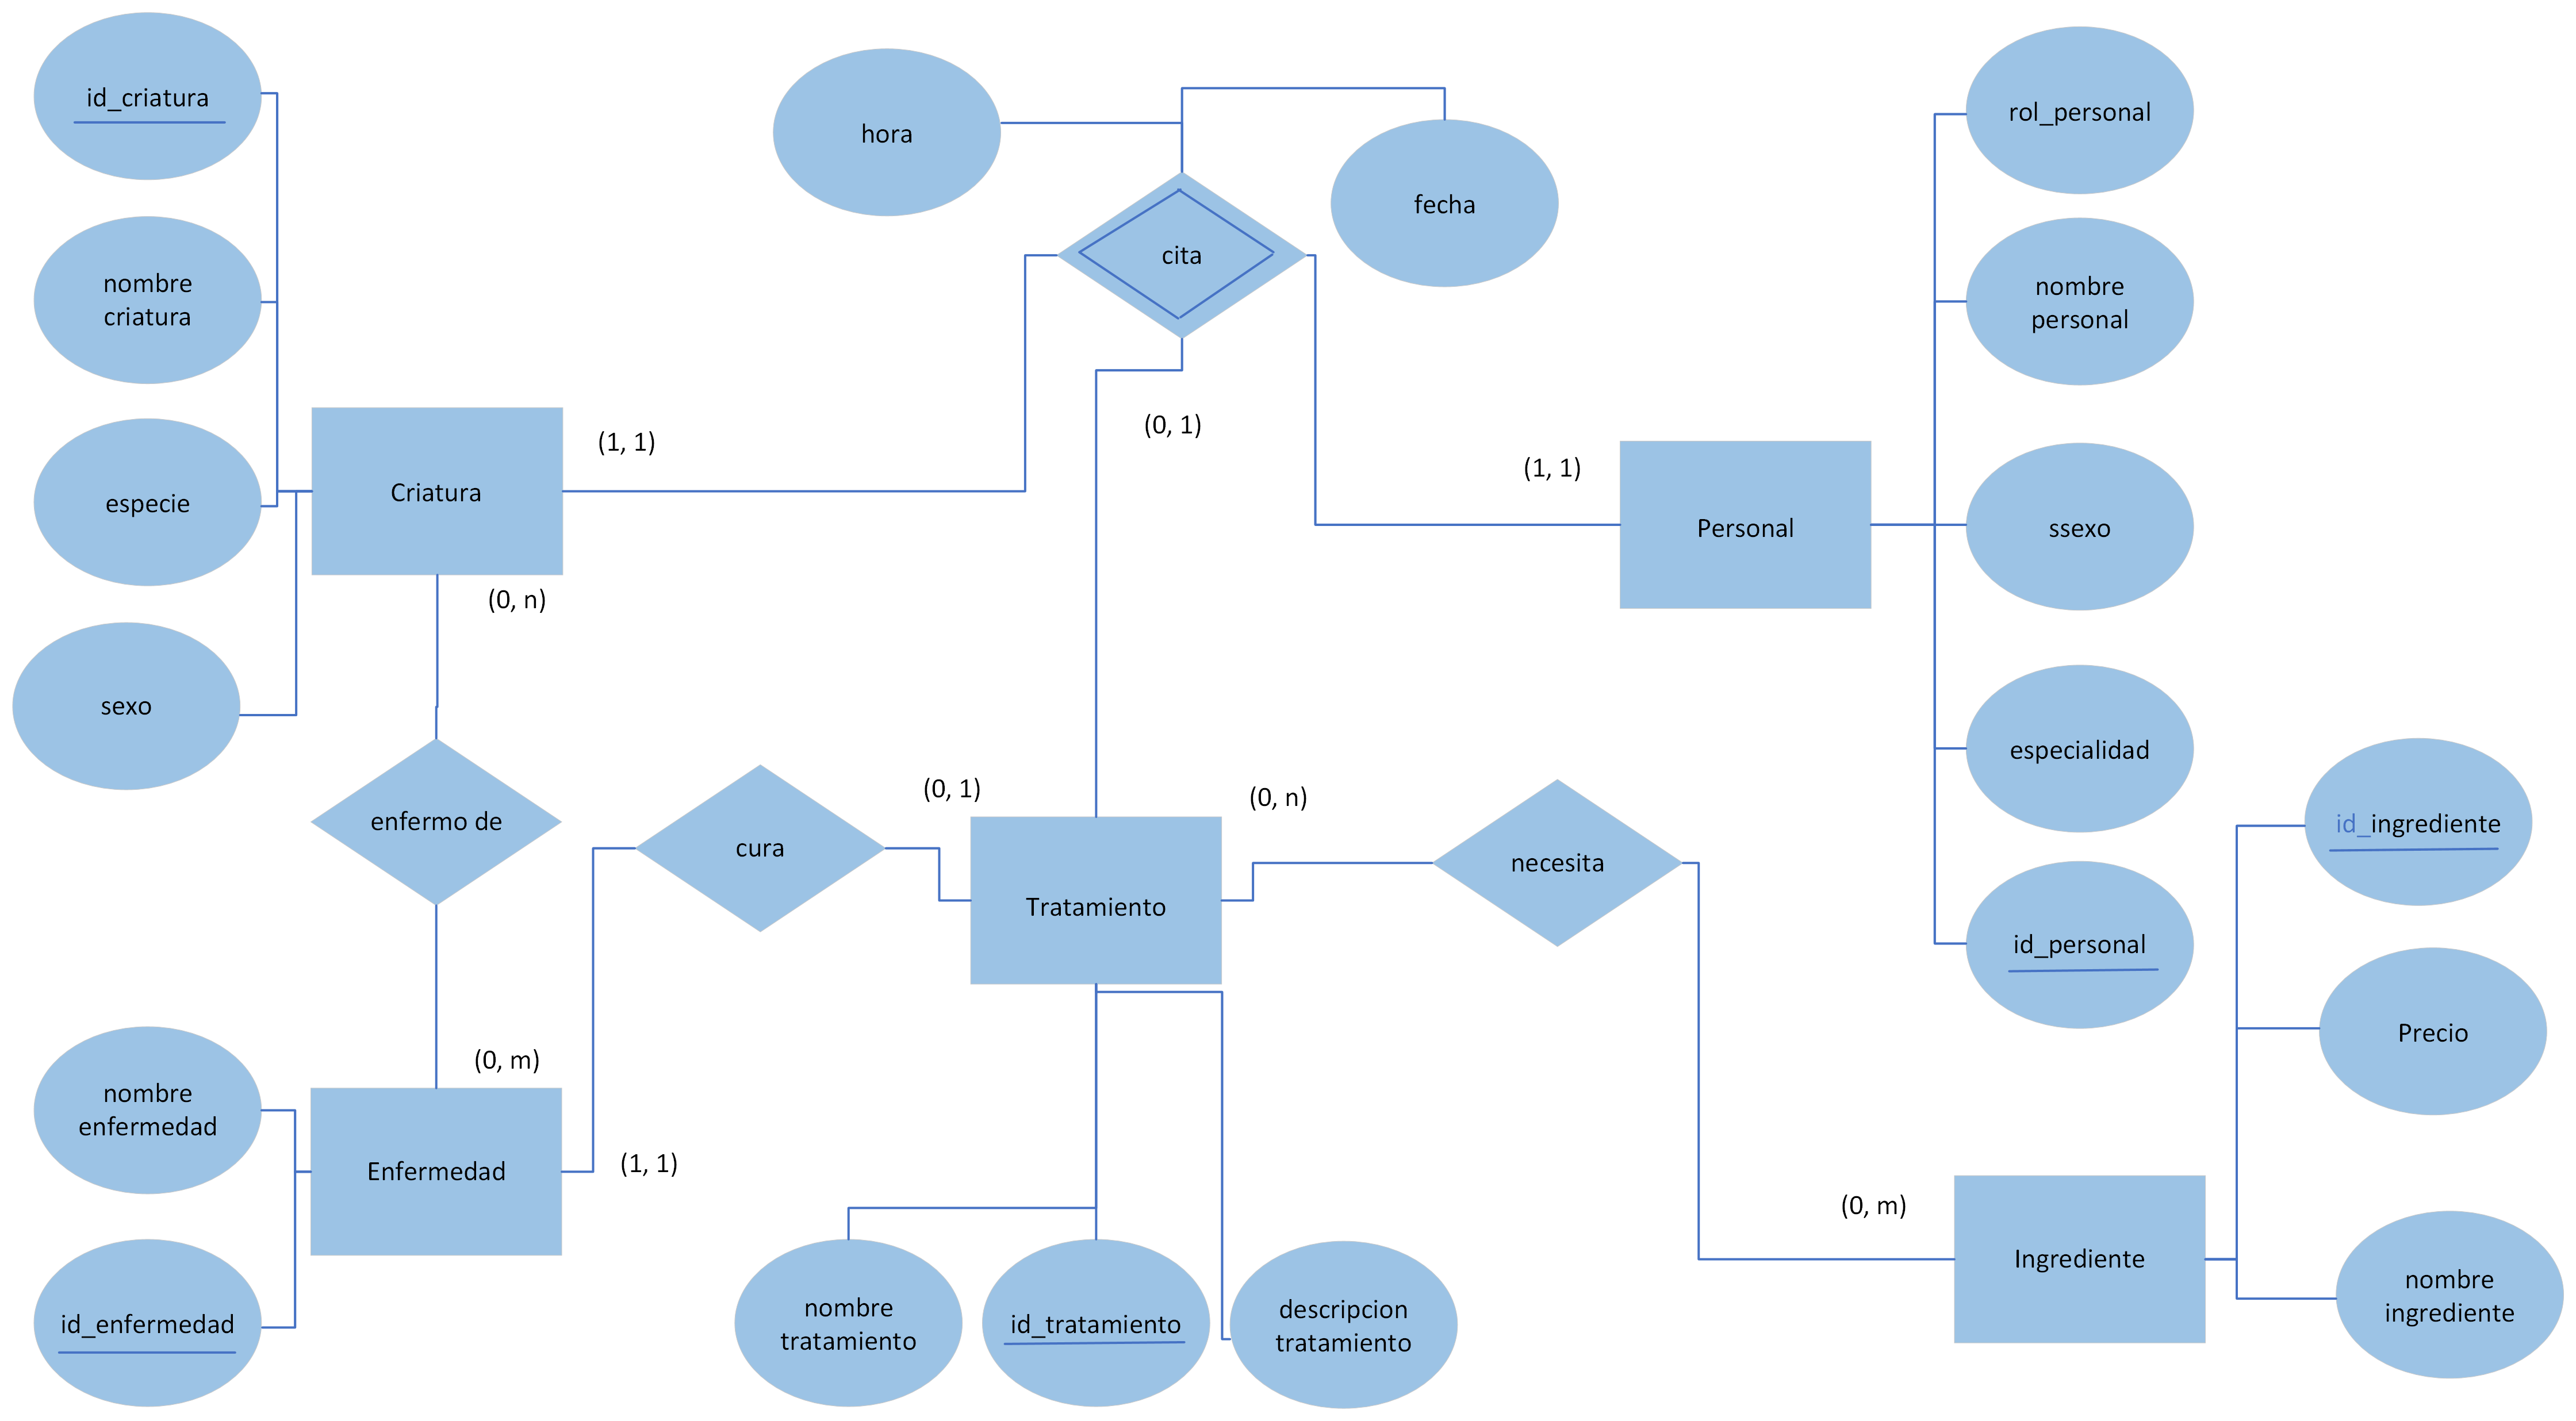 id_criatura
hora
fecha
rol_personal
nombre
criatura
cita
nombre
personal
especie
(1, 1)
(0, 1)
(1, 1)
Criatura
Personal
ssexo
(0, n)
sexo
especialidad
enfermo de
cura
(0, 1)
(0, n)
necesita
id_ingrediente
Tratamiento
id_personal
Precio
nombre
enfermedad
(0, m)
Enfermedad
(1, 1)
(0, m)
Ingrediente
id_enfermedad
nombre
tratamiento
id_tratamiento
descripcion
tratamiento
nombre
ingrediente